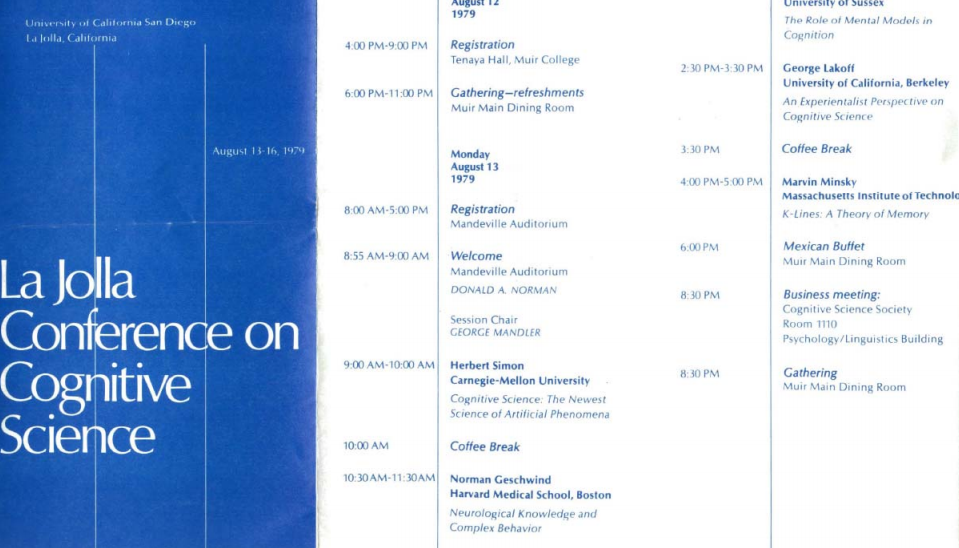 University of California San Diego
La Jolla, California
August 13-16, 1979
La Jolla
Conference on
Cognitive
Science
August 12
1979
4:00 PM-9:00 PM
Registration
Tenaya Hall, Muir College
6:00 PM-11:00 PM
Gathering—refreshments
Muir Main Dining Room
Monday
August 13
1979
8:00 AM-5:00 PM
Registration
Mandeville Auditorium
8:55 AM-9:00 AM
Welcome
Mandeville Auditorium
DONALD A. NORMAN
Session Chair
GEORGE MANDLER
9:00 AM-10:00 AM
Herbert Simon
Carnegie-Mellon University
Cognitive Science: The Newest
Science of Artificial Phenomena
10:00 AM
Coffee Break
10:30 AM-11:30 AM
Norman Geschwind
Harvard Medical School, Boston
Neurological Knowledge and
Complex Behavior
University of Sussex
The Role of Mental Models in
Cognition
2:30 PM-3:30 PM
George Lakoff
University of California, Berkeley
An Experientialist Perspective on
Cognitive Science
3:30 PM
Coffee Break
4:00 PM-5:00 PM
Marvin Minsky
Massachusetts Institute of Technolo
K-Lines: A Theory of Memory
6:00 PM
Mexican Buffet
Muir Main Dining Room
8:30 PM
Business meeting:
Cognitive Science Society
Room 1110
Psychology/Linguistics Building
8:30 PM
Gathering
Muir Main Dining Room